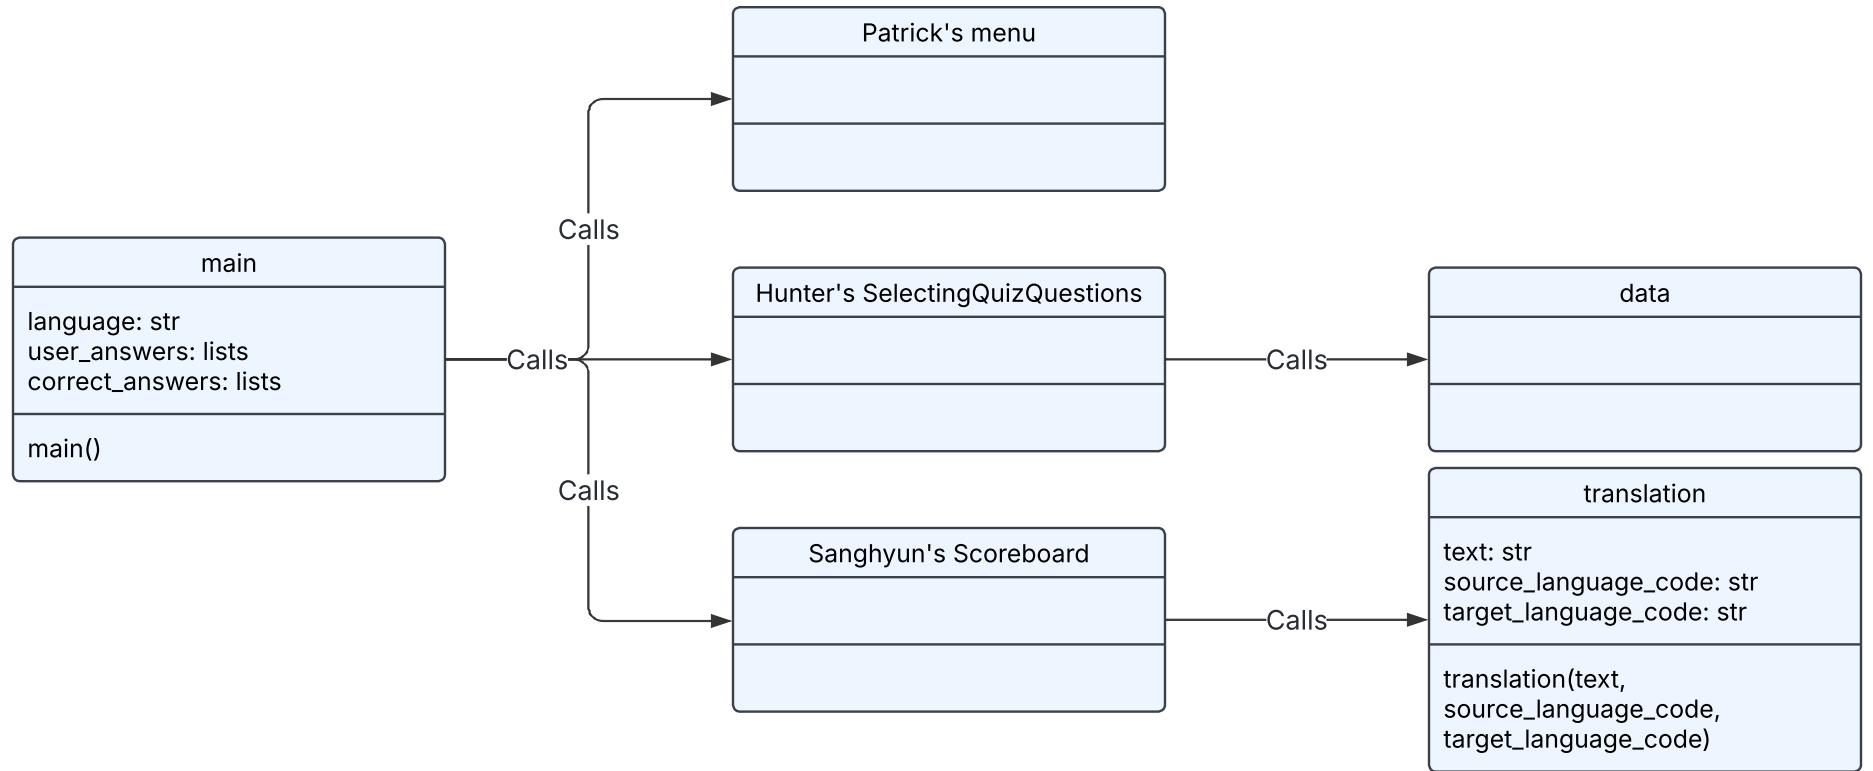 Patrick's menu
Calls
main
language: str
user_answers: lists
correct_answers: lists
main()
Calls
Hunter's SelectingQuizQuestions
Calls
data
Calls
Sanghyun's Scoreboard
Calls
translation
text: str
source_language_code: str
target_language_code: str
translation(text,
source_language_code,
target_language_code)